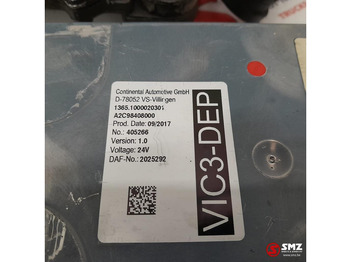 Continental Automotive GmbH
D-78052 VS-Villingen
1365.1000020301
A2C98408000
Prod. Date: 09/2017
No: 405266
Version: 1.0
Voltage: 24V
DAF-No.: 2025292
VIC3-DEP
SMZ